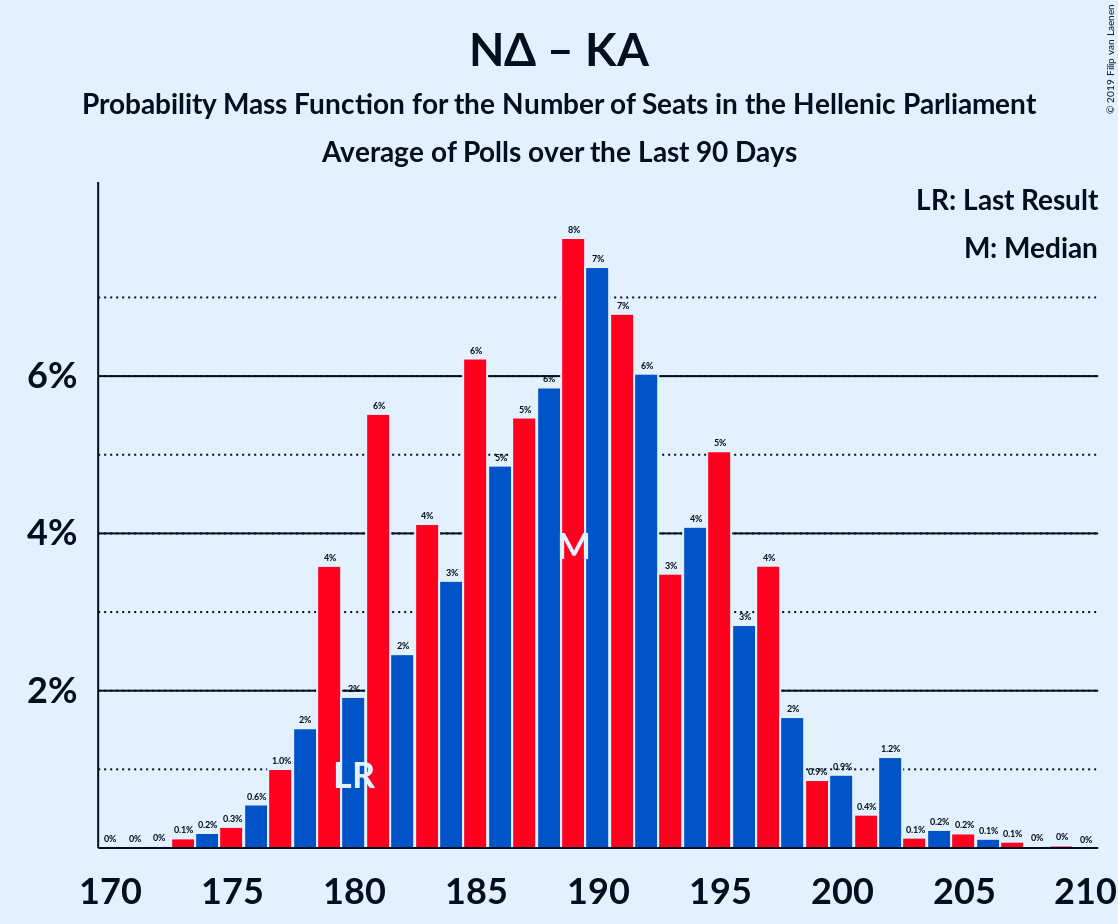 NΔ – KA
Probability Mass Function for the Number of Seats in the Hellenic Parliament
Average of Polls over the Last 90 Days
© 2019 Filip van Laenen
LR: Last Result
M: Median
6%
4%
2%
0% 0% 0% 0.1% 0.2% 0.3% 0.6% 1.0% 2% 4% 2% 6% 2% 4% 3% 6% 5% 5% 6% 8% 7% 7% 6% 3% 4% 5% 3% 4% 2% 0.9% 0.9% 0.4% 1.2% 0.1% 0.2% 0.2% 0.1% 0.1% 0% 0% 0%
M
LR
170 175 180 185 190 195 200 205 210